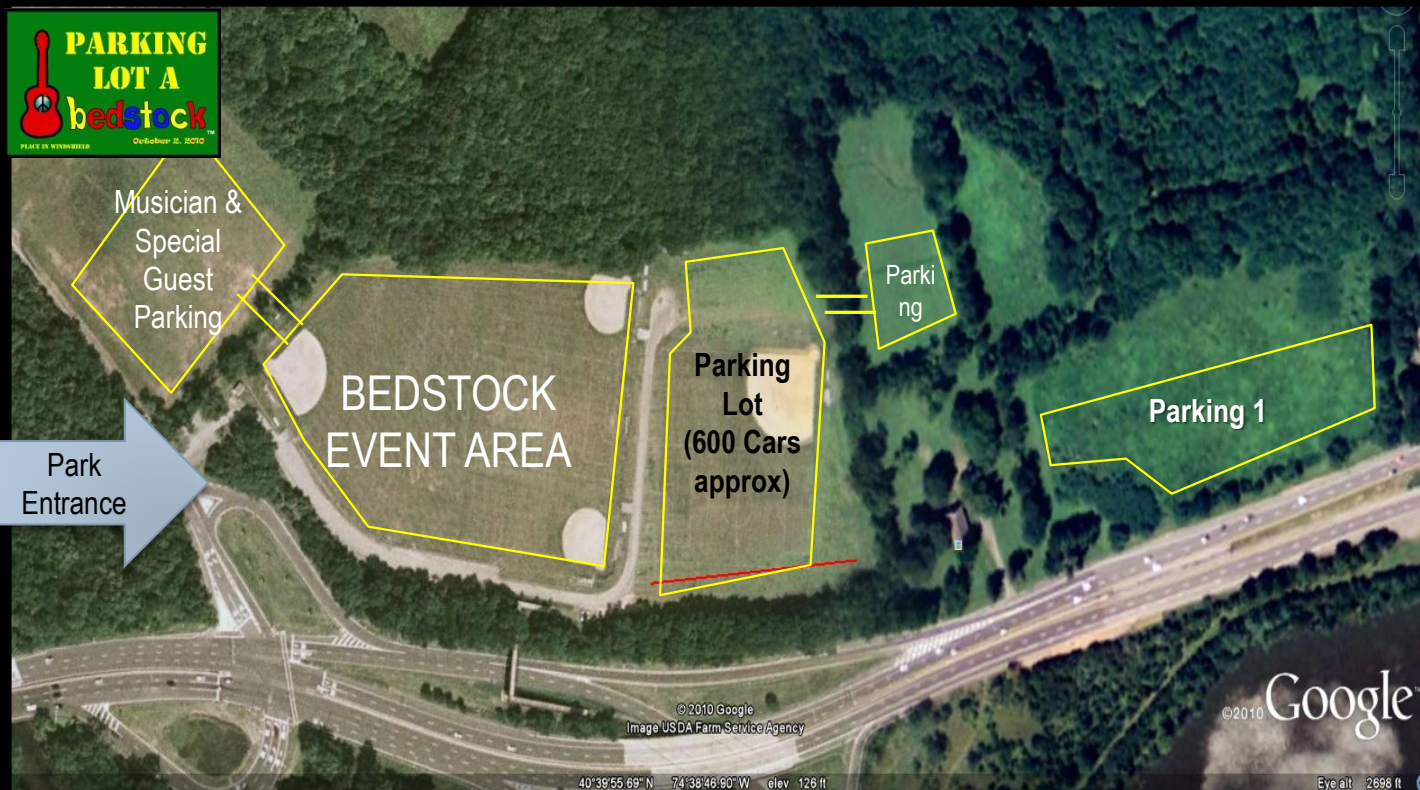 PARKING
LOT A
bedstock™
October 2, 2010
PLACE IN WINDSHIELD
Musician &
Special
Guest
Parking
Park
Entrance
BEDSTOCK
EVENT AREA
Parking
Lot
(600 Cars
approx)
Parki
ng
Parking 1
© 2010 Google
Image USDA Farm Service Agency
©2010 Google
40°39'55.69" N 74°38'46.90" W elev 126 ft
Eye alt 2698 ft